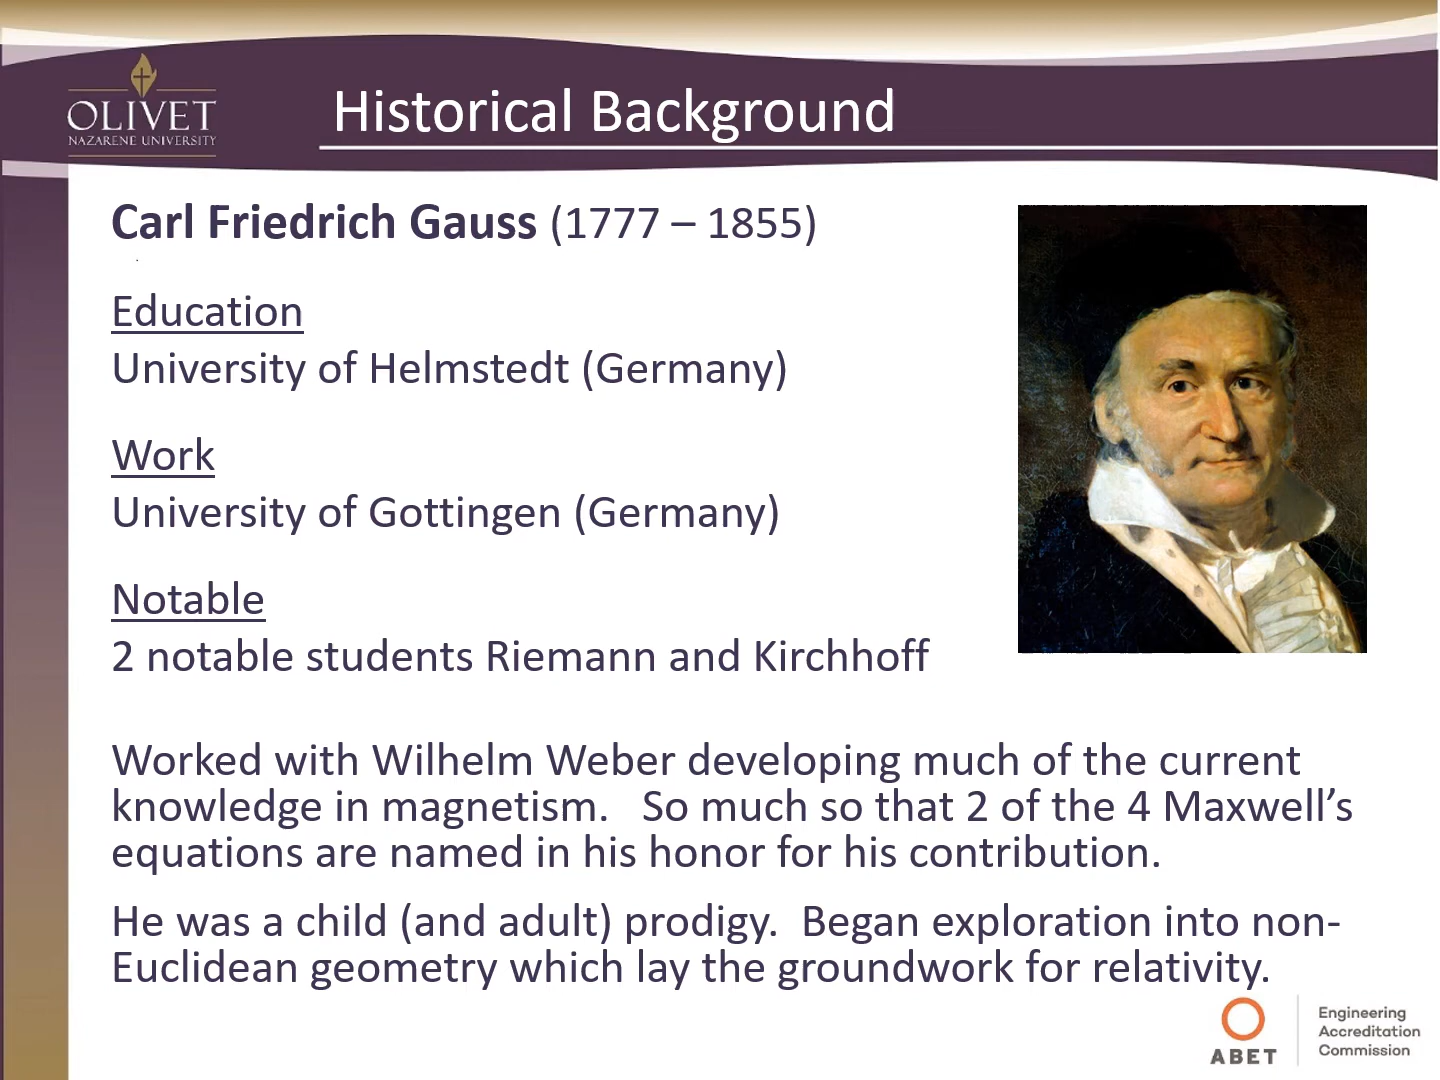 OLIVET
NAZARENE UNIVERSITY
Historical Background
Carl Friedrich Gauss (1777 – 1855)
Education
University of Helmstedt (Germany)
Work
University of Gottingen (Germany)
Notable
2 notable students Riemann and Kirchhoff
Worked with Wilhelm Weber developing much of the current
knowledge in magnetism.   So much so that 2 of the 4 Maxwell’s
equations are named in his honor for his contribution.
He was a child (and adult) prodigy.  Began exploration into non-
Euclidean geometry which lay the groundwork for relativity.
ABET
Engineering
Accreditation
Commission